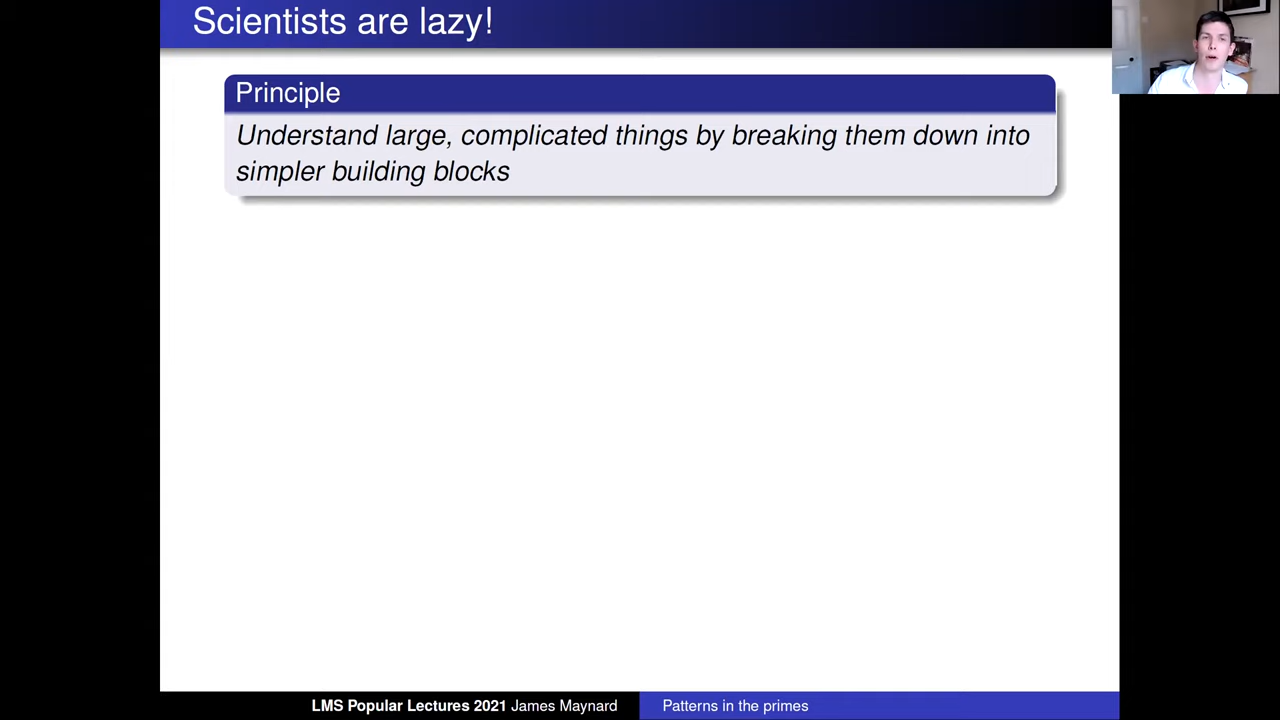 Scientists are lazy!
Principle
Understand large, complicated things by breaking them down into
simpler building blocks
LMS Popular Lectures 2021 James Maynard
Patterns in the primes